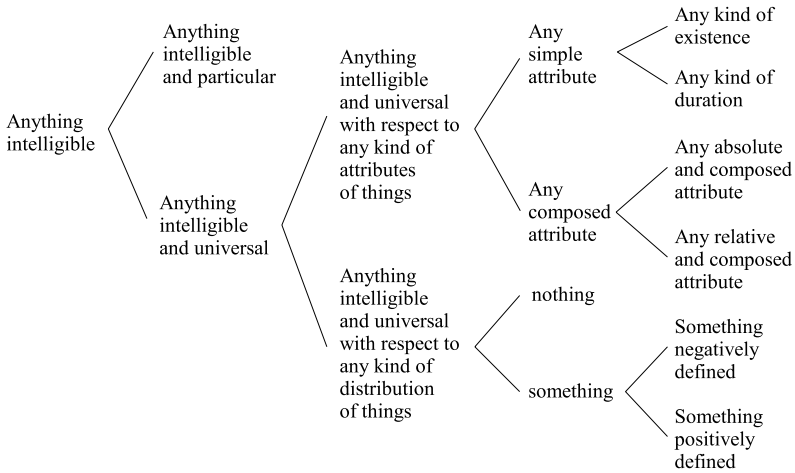 Anything
intelligible
Anything
intelligible
and particular
Anything
intelligible
and universal
Anything
intelligible
and universal
with respect to
any kind of
attributes
of things
Anything
intelligible
and universal
with respect to
any kind of
distribution
of things
Any
simple
attribute
Any
composed
attribute
nothing
something
Any kind of
existence
Any kind of
duration
Any absolute
and composed
attribute
Any relative
and composed
attribute
Something
negatively
defined
Something
positively
defined